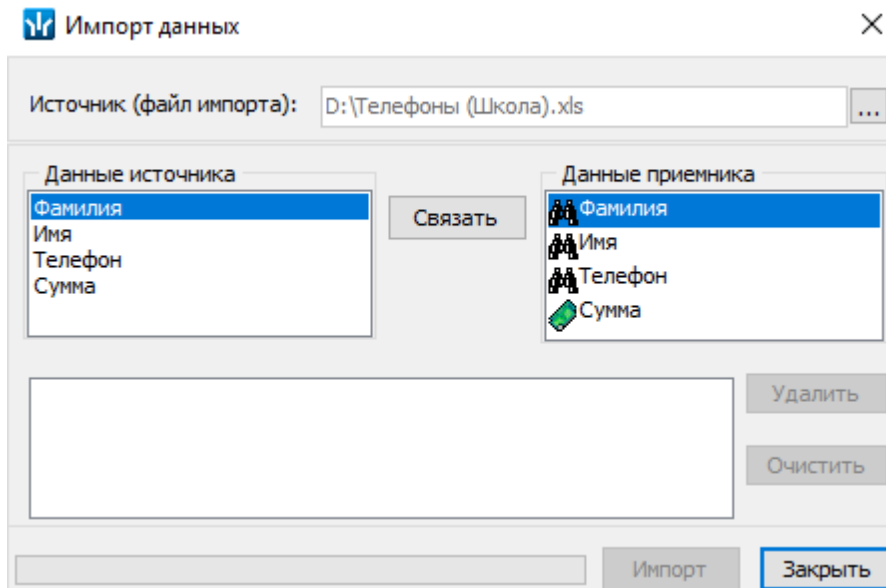 Импорт данных
Источник (файл импорта):
D:\Телефоны (Школа).xls
...
Данные источника
Фамилия
Имя
Телефон
Сумма
Связать
Данные приемника
Фамилия
Имя
Телефон
Сумма
Удалить
Очистить
Импорт
Закрыть